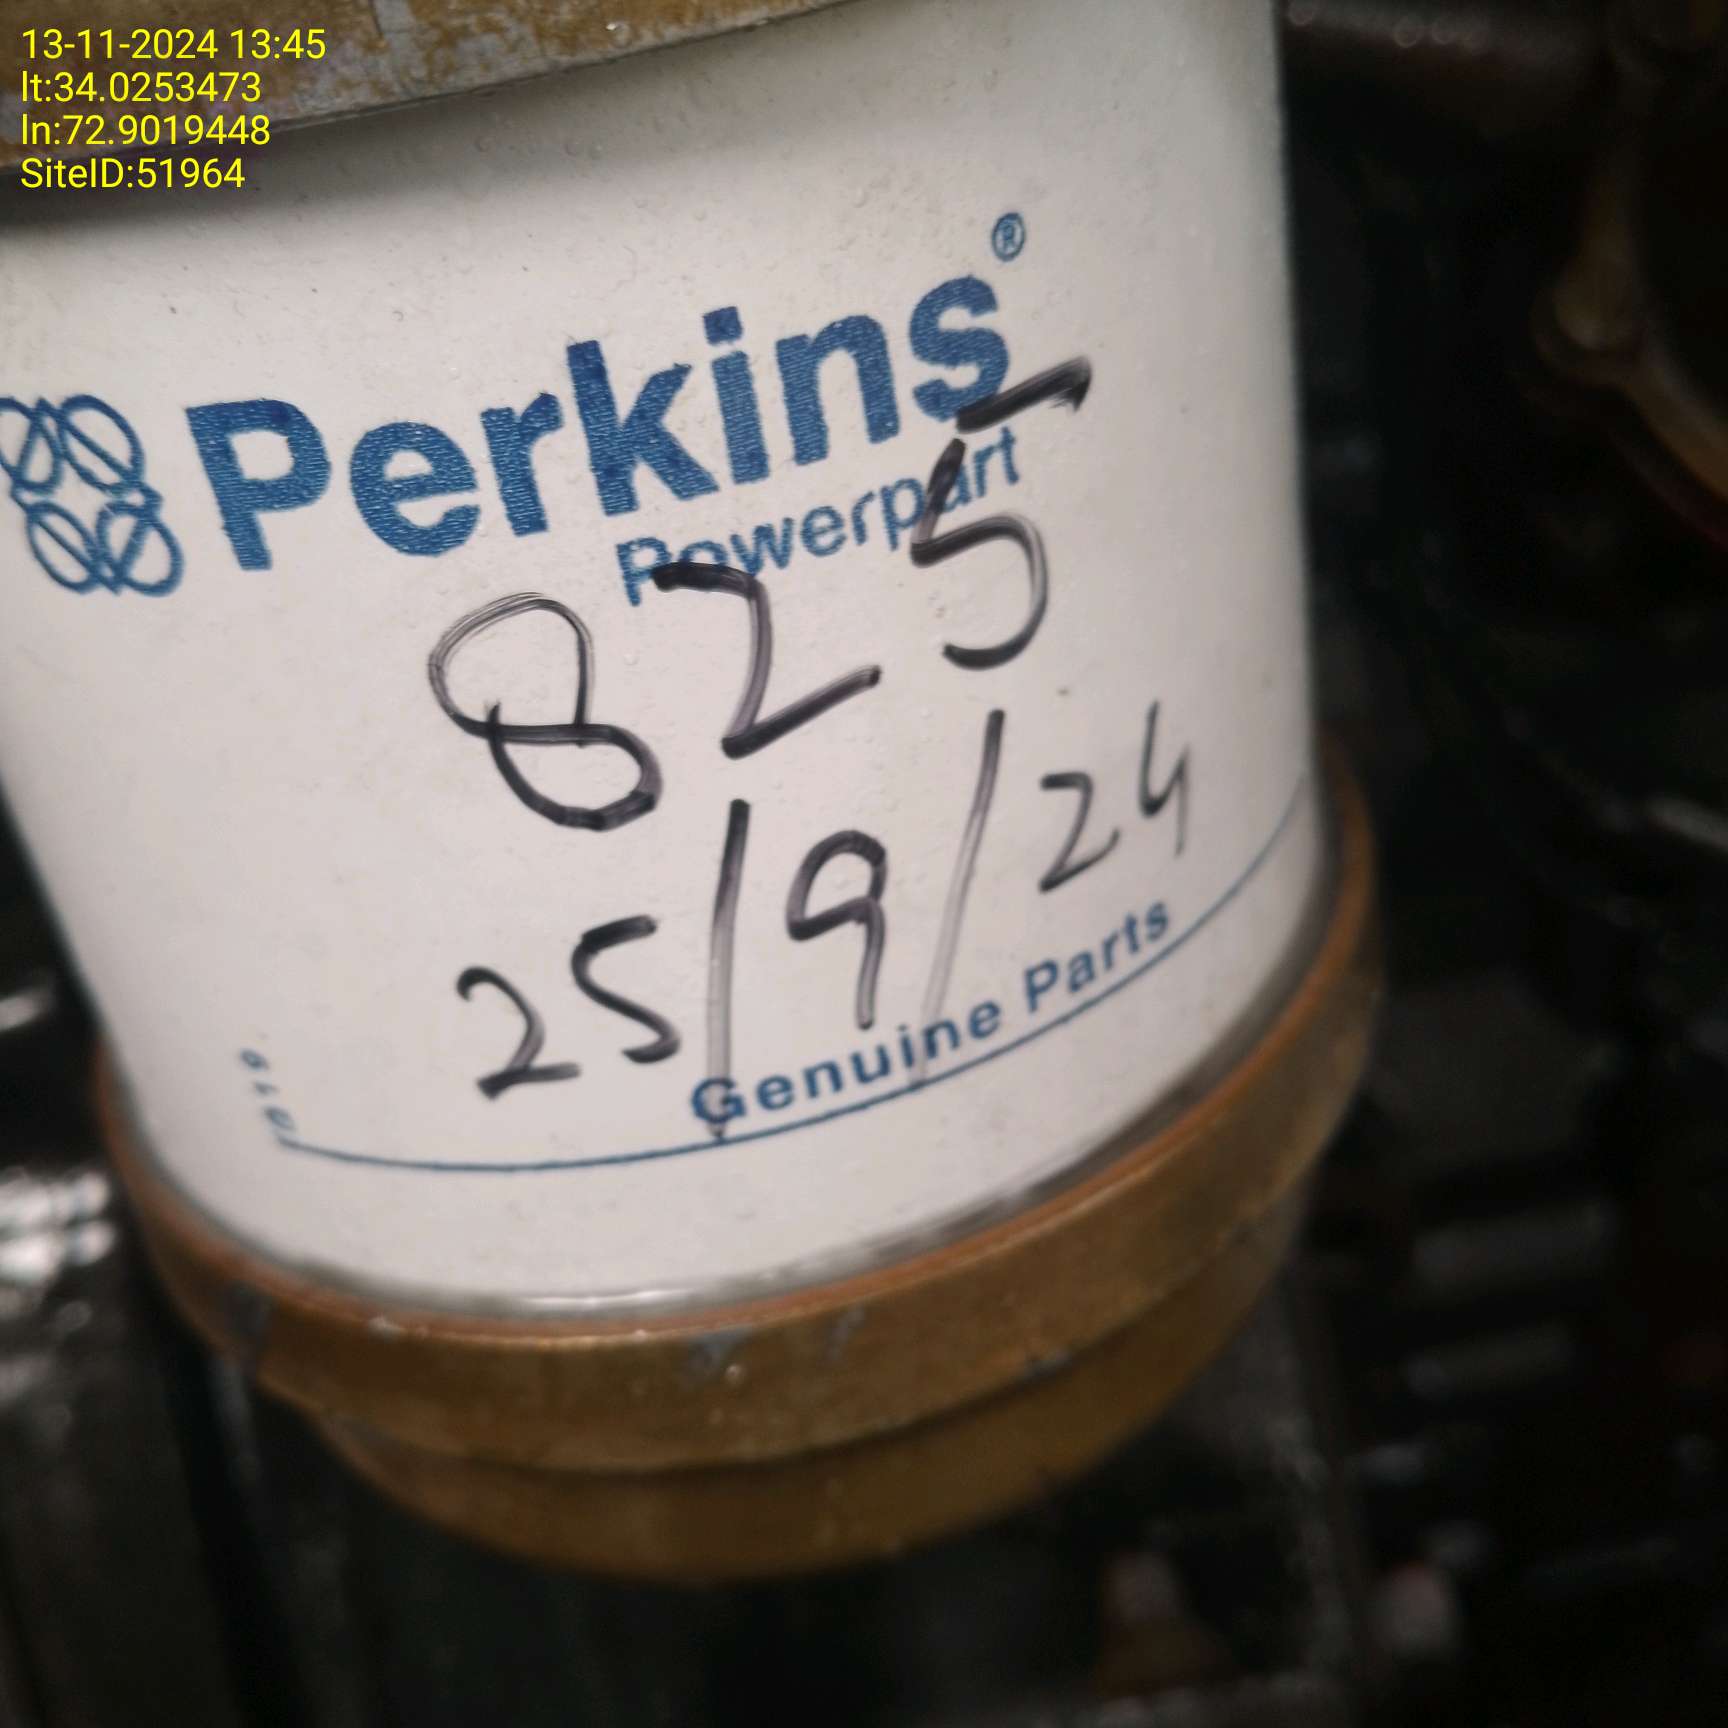 13-11-2024 13:45
lt:34.0253473
ln:72.9019448
SiteID:51964
Perkins®
Powerpart
825
25/9/24
Genuine Parts